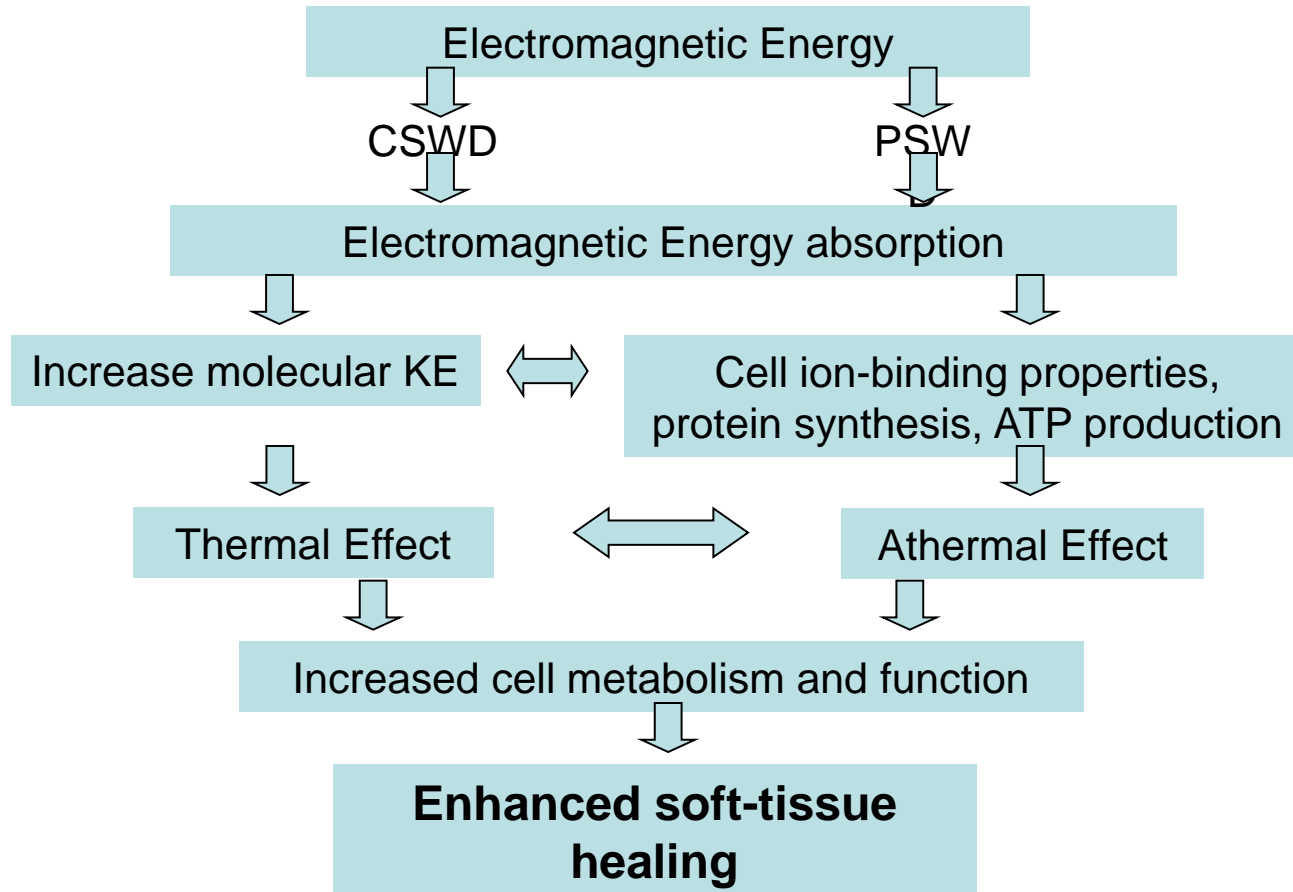 Electromagnetic Energy
CSWD
PSW
D
Electromagnetic Energy absorption
Increase molecular KE
Cell ion-binding properties,
protein synthesis, ATP production
Thermal Effect
Athermal Effect
Increased cell metabolism and function
Enhanced soft-tissue
healing